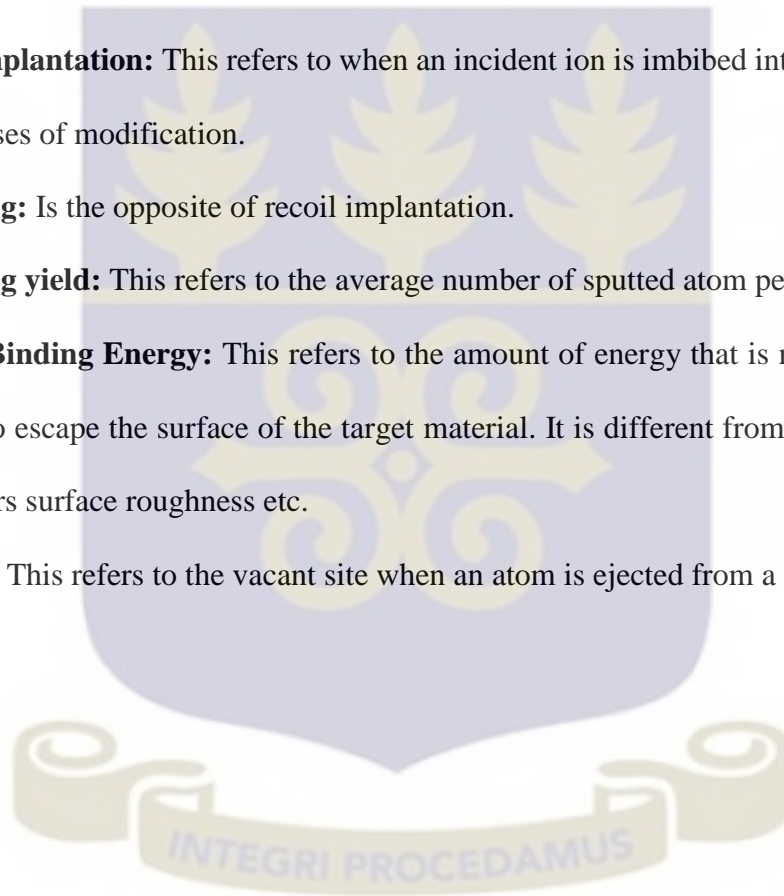 plantation: This refers to when an incident ion is imbibed int
ses of modification.
g: Is the opposite of recoil implantation.
g yield: This refers to the average number of sputted atom pe
Binding Energy: This refers to the amount of energy that is
o escape the surface of the target material. It is different from
rs surface roughness etc.
This refers to the vacant site when an atom is ejected from a
INTEGRI PROCEDAMUS